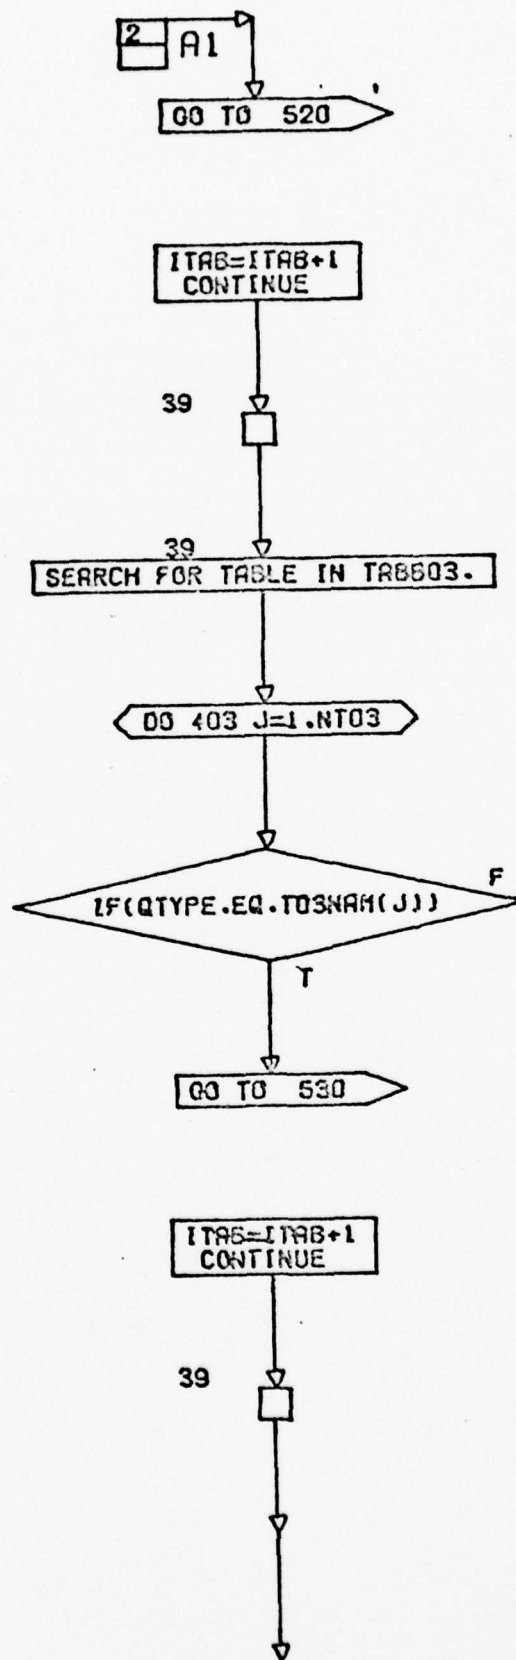 2
A1
GO TO 520
ITAB=ITAB+1
CONTINUE
39
39
SEARCH FOR TABLE IN TAB503.
DO 403 J=1.NT03
IF(QTYPE.EQ.T03NAM(J))
F
T
GO TO 530
ITAB=ITAB+1
CONTINUE
39